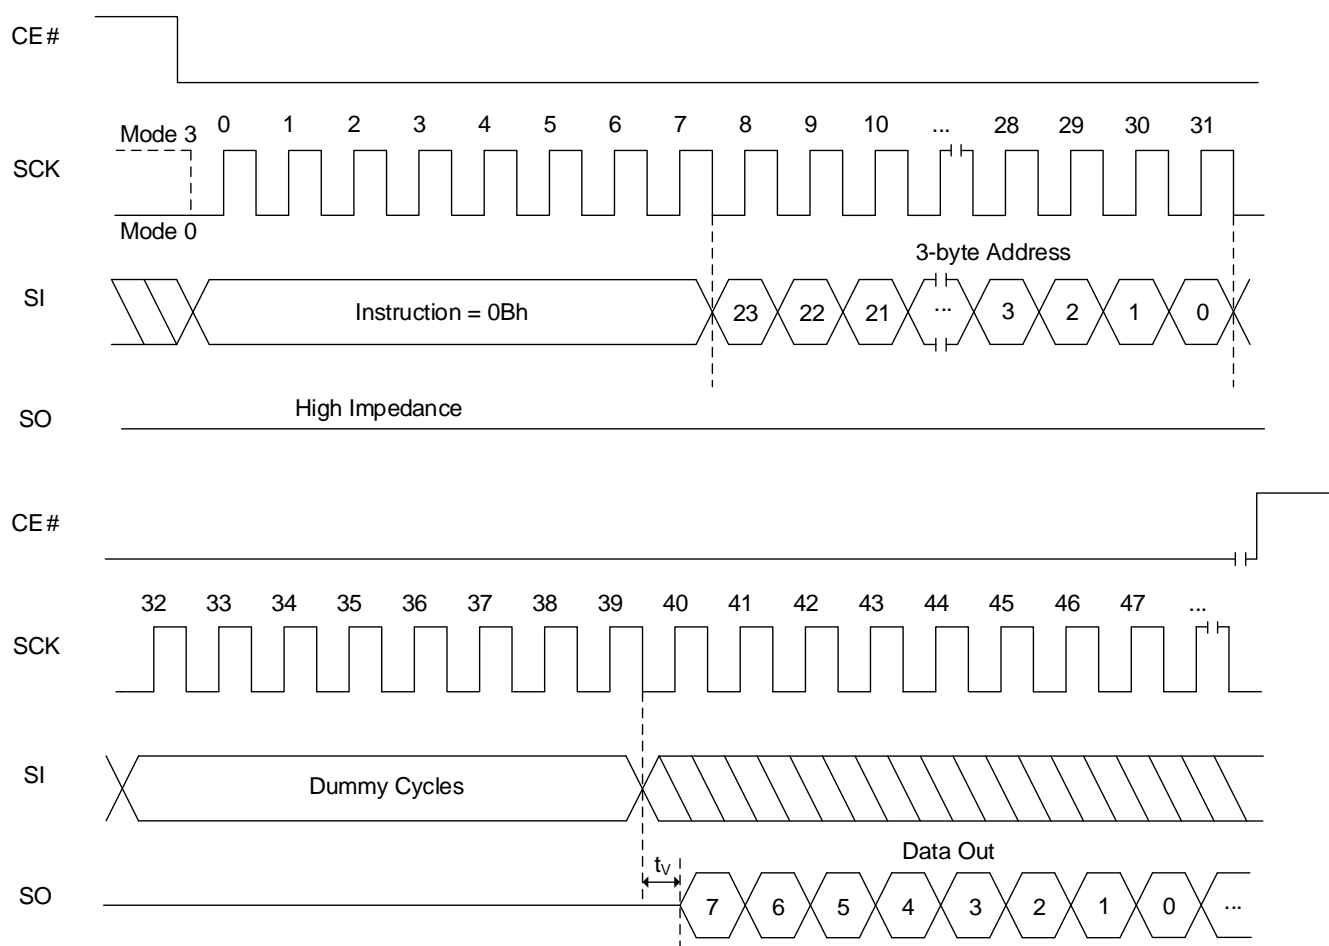 CE#
Mode 3 0 1 2 3 4 5 6 7 8 9 10 ... 28 29 30 31
SCK
Mode 0
3-byte Address
SI Instruction = 0Bh 23 22 21 ... 3 2 1 0
High Impedance
SO
CE#
32 33 34 35 36 37 38 39 40 41 42 43 44 45 46 47 ...
SCK
SI Dummy Cycles
Data Out
tV
SO 7 6 5 4 3 2 1 0 ...